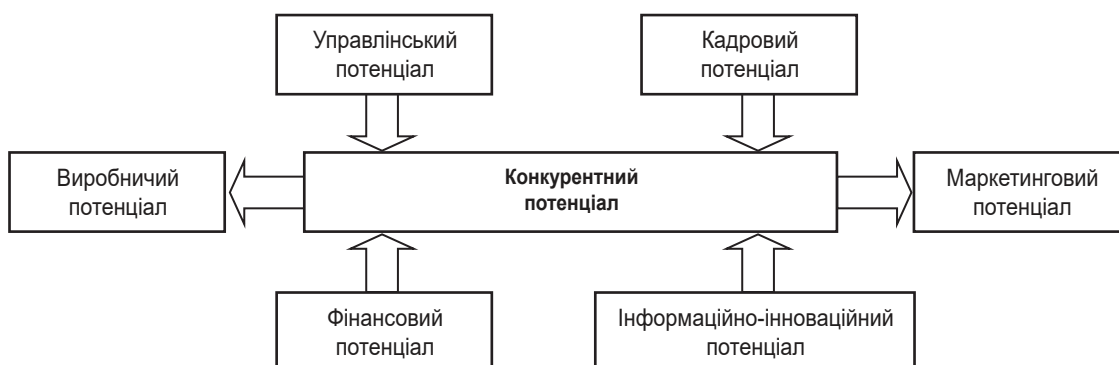 Управлінський
потенціал
Кадровий
потенціал
Виробничий
потенціал
Конкурентний
потенціал
Маркетинговий
потенціал
Фінансовий
потенціал
Інформаційно-інноваційний
потенціал